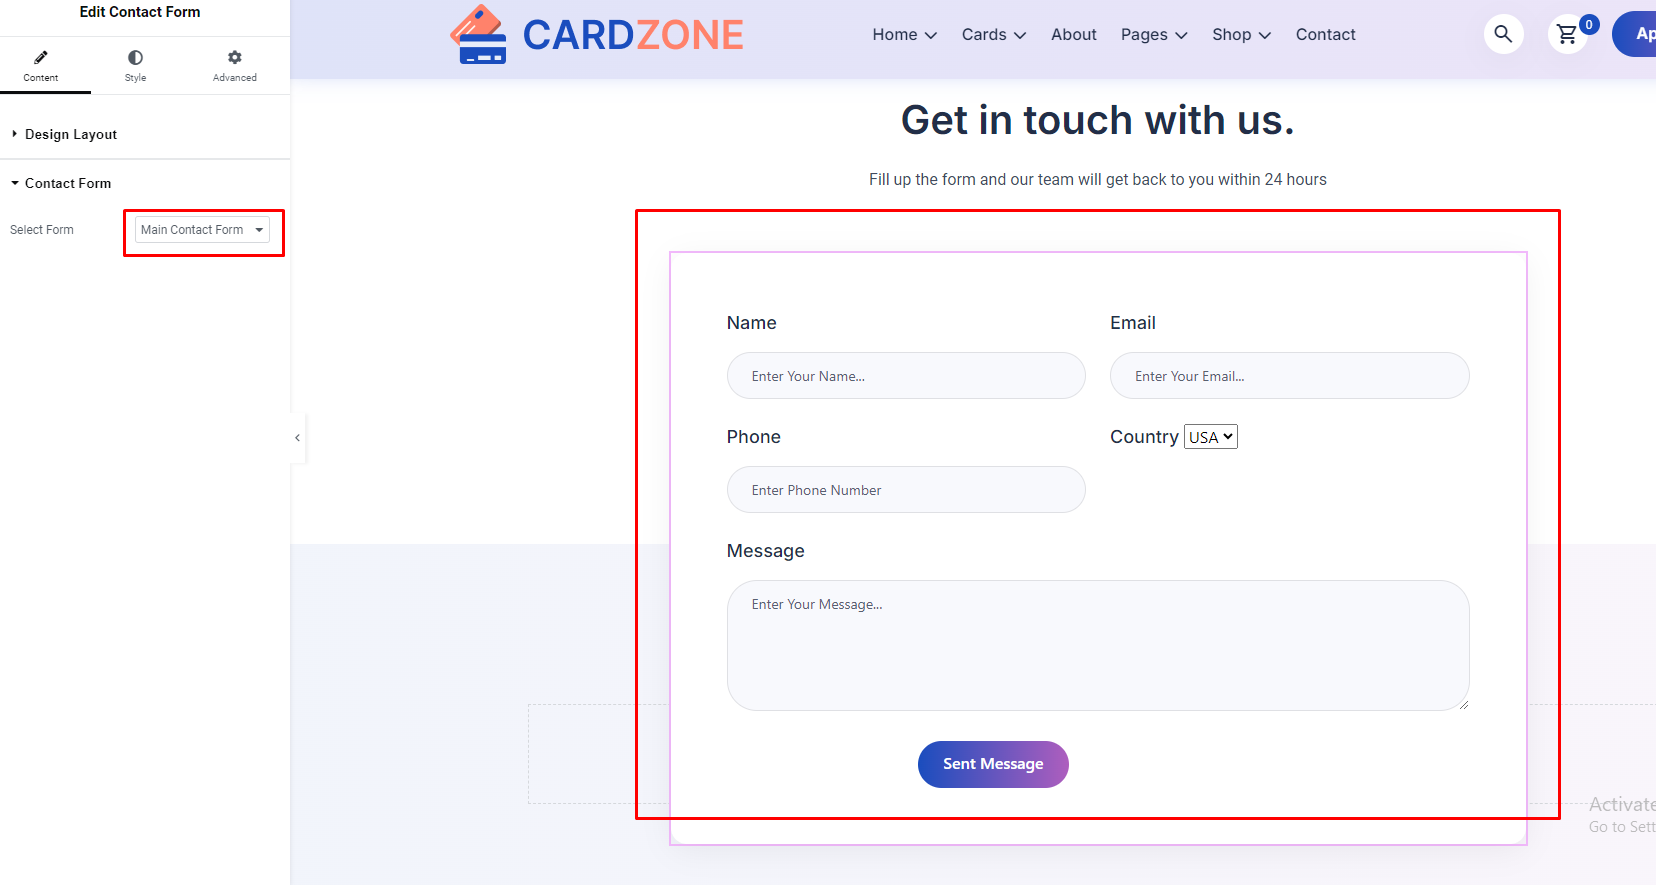 Edit Contact Form
Content
Style
Advanced
Design Layout
Contact Form
Select Form
Main Contact Form
CARDZONE
Home
Cards
About
Pages
Shop
Contact
0
Ap
Get in touch with us.
Fill up the form and our team will get back to you within 24 hours
Name
Email
Enter Your Name...
Enter Your Email...
Phone
Country USA
Enter Phone Number
Message
Enter Your Message...
Sent Message
Activate
Go to Sett